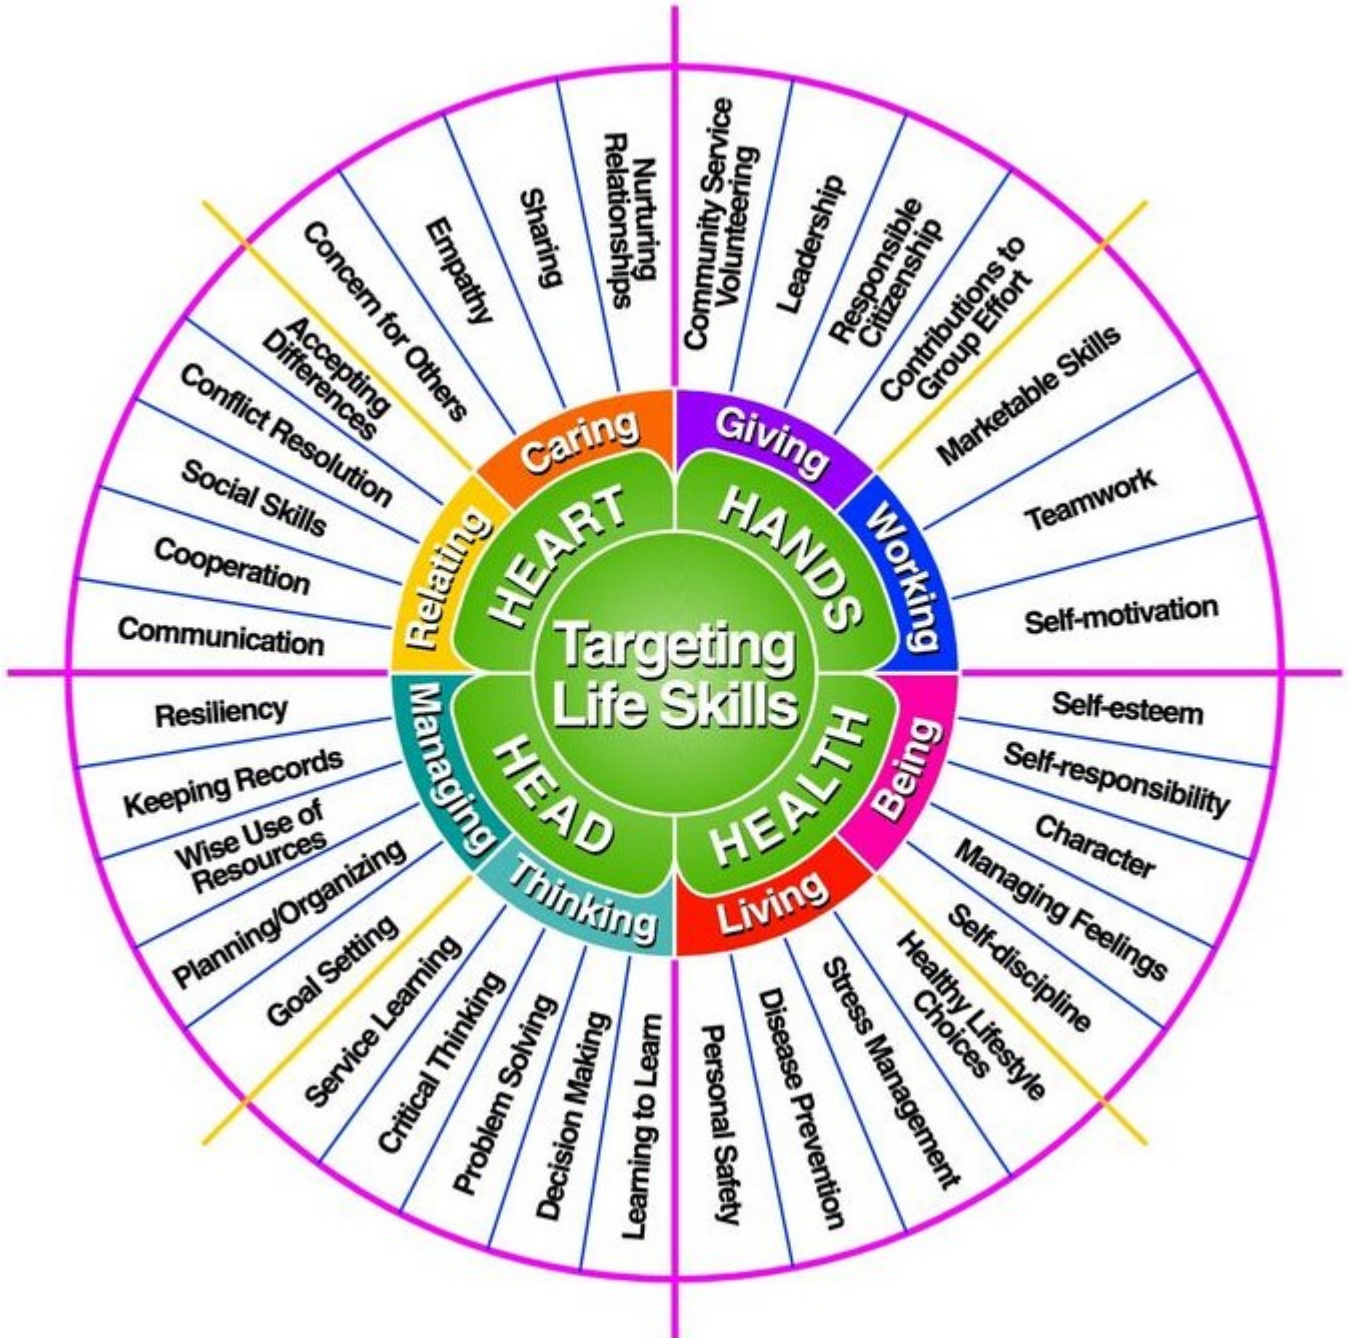 Targeting
Life Skills
HEART
HANDS
HEALTH
HEAD
Caring
Giving
Working
Being
Living
Thinking
Managing
Relating
Community Service
Volunteering
Leadership
Responsible
Citizenship
Contributions to
Group Effort
Marketable Skills
Teamwork
Self-motivation
Self-esteem
Self-responsibility
Character
Managing Feelings
Self-discipline
Healthy Lifestyle
Choices
Stress Management
Disease Prevention
Personal Safety
Learning to Learn
Decision Making
Problem Solving
Critical Thinking
Service Learning
Goal Setting
Planning/Organizing
Wise Use of
Resources
Keeping Records
Resiliency
Communication
Cooperation
Social Skills
Conflict Resolution
Accepting
Differences
Concern for Others
Empathy
Sharing
Nurturing
Relationships